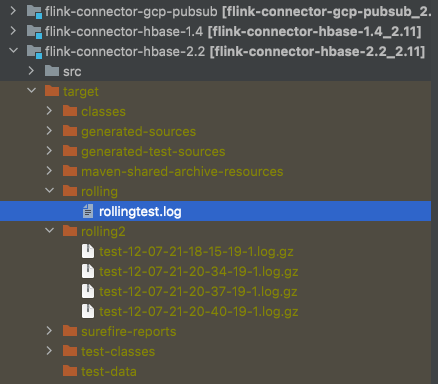 flink-connector-gcp-pubsub [flink-connector-gcp-pubsub_2.
flink-connector-hbase-1.4 [flink-connector-hbase-1.4_2.11]
flink-connector-hbase-2.2 [flink-connector-hbase-2.2_2.11]
src
target
classes
generated-sources
generated-test-sources
maven-shared-archive-resources
rolling
rollingtest.log
rolling2
test-12-07-21-18-15-19-1.log.gz
test-12-07-21-20-34-19-1.log.gz
test-12-07-21-20-37-19-1.log.gz
test-12-07-21-20-40-19-1.log.gz
surefire-reports
test-classes
test-data